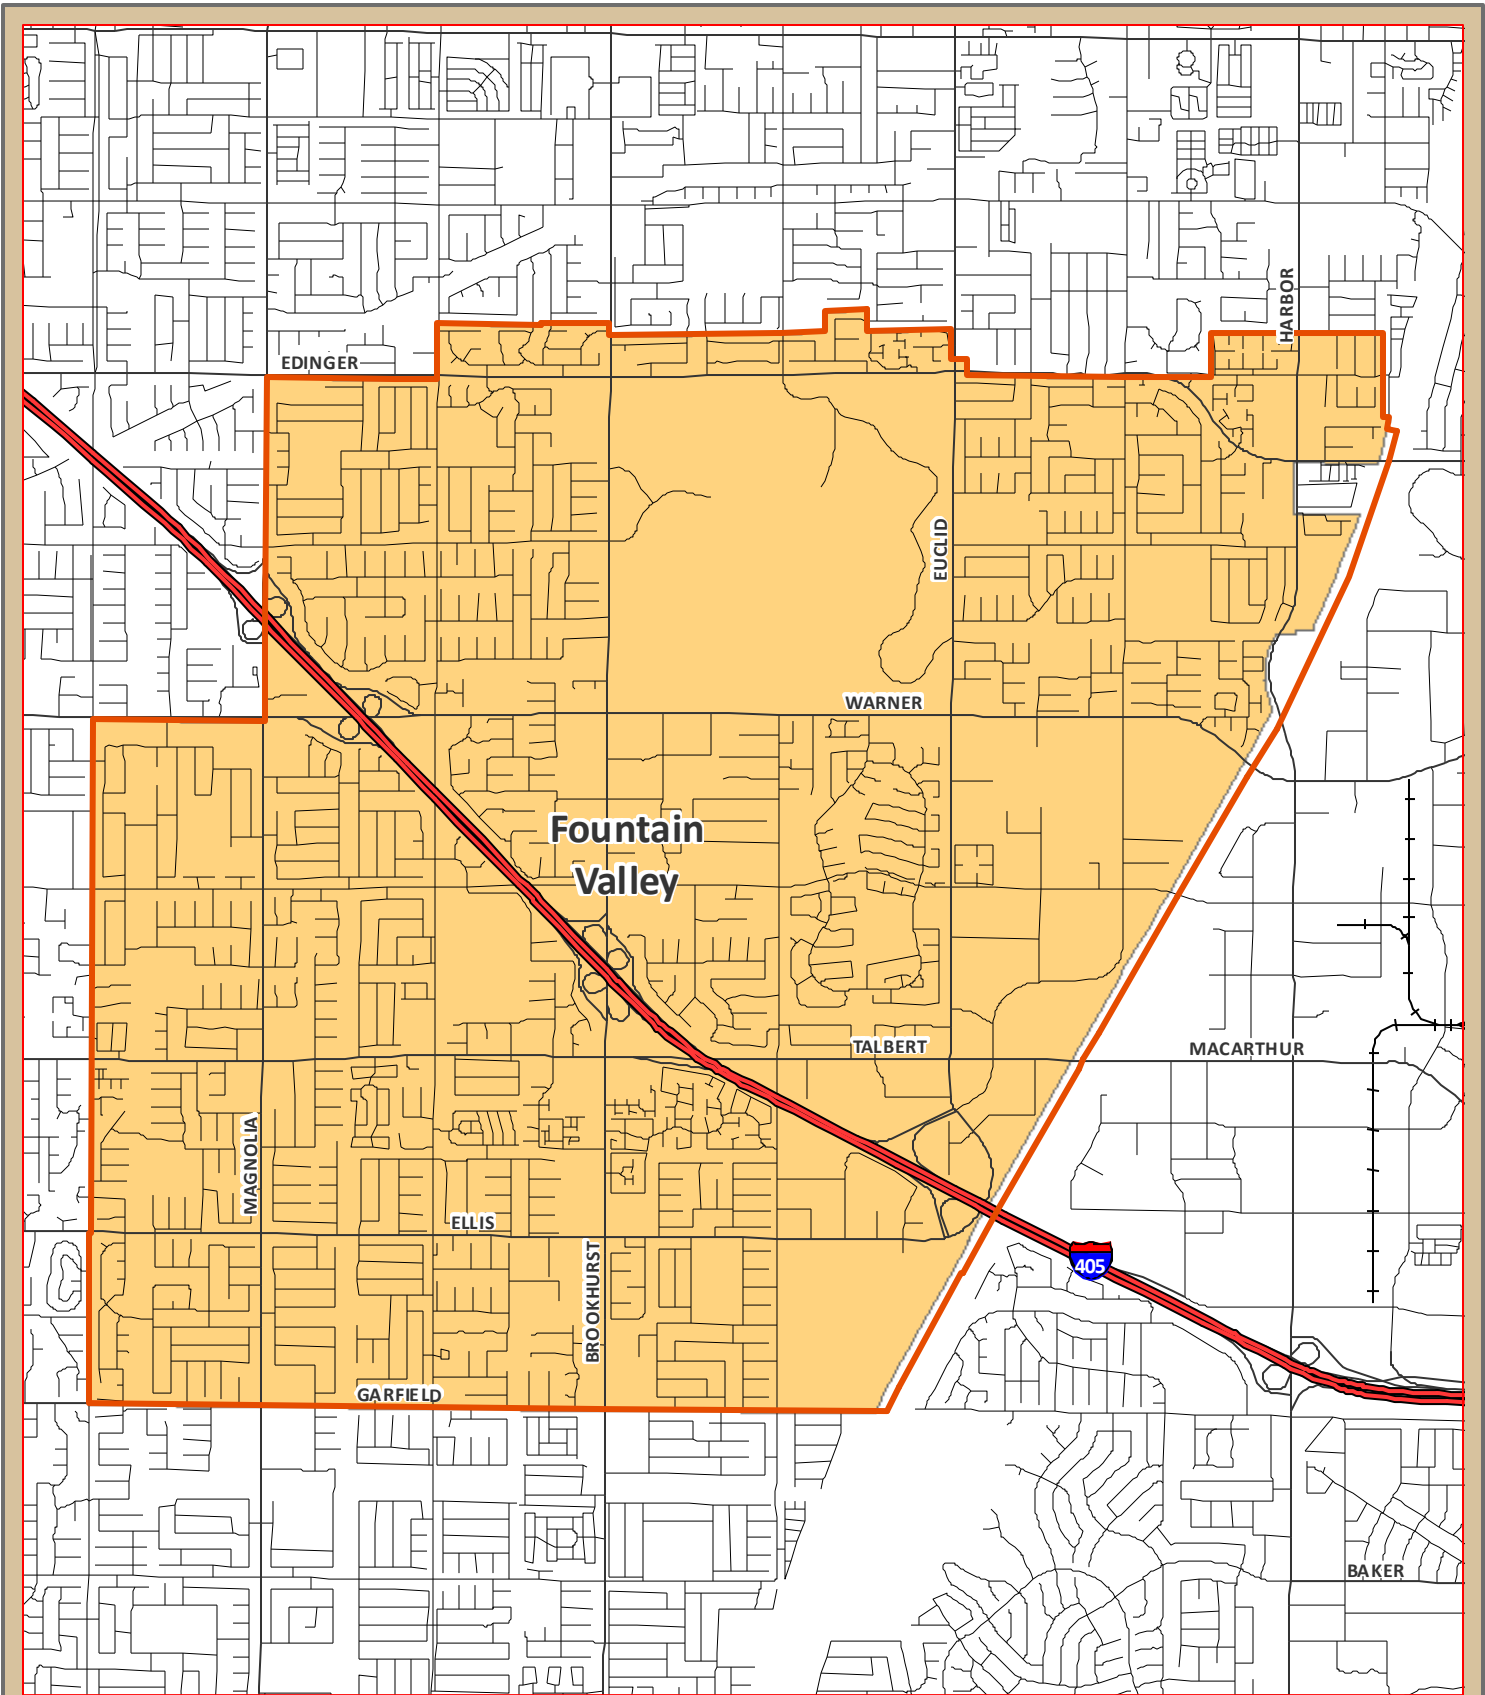 HARBOR
EDINGER
EUCLID
WARNER
Fountain
Valley
TALBERT
MACARTHUR
MAGNOLIA
ELLIS
BROOKHURST
405
GARFIELD
BAKER